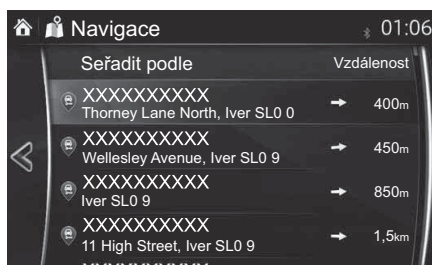 Navigace 01:06
Seřadit podle Vzdálenost
XXXXXXXXXX
Thorney Lane North, Iver SL0 0 400m
XXXXXXXXXX
Wellesley Avenue, Iver SL0 9 450m
XXXXXXXXXX
Iver SL0 9 850m
XXXXXXXXXX
11 High Street, Iver SL0 9 1,5km